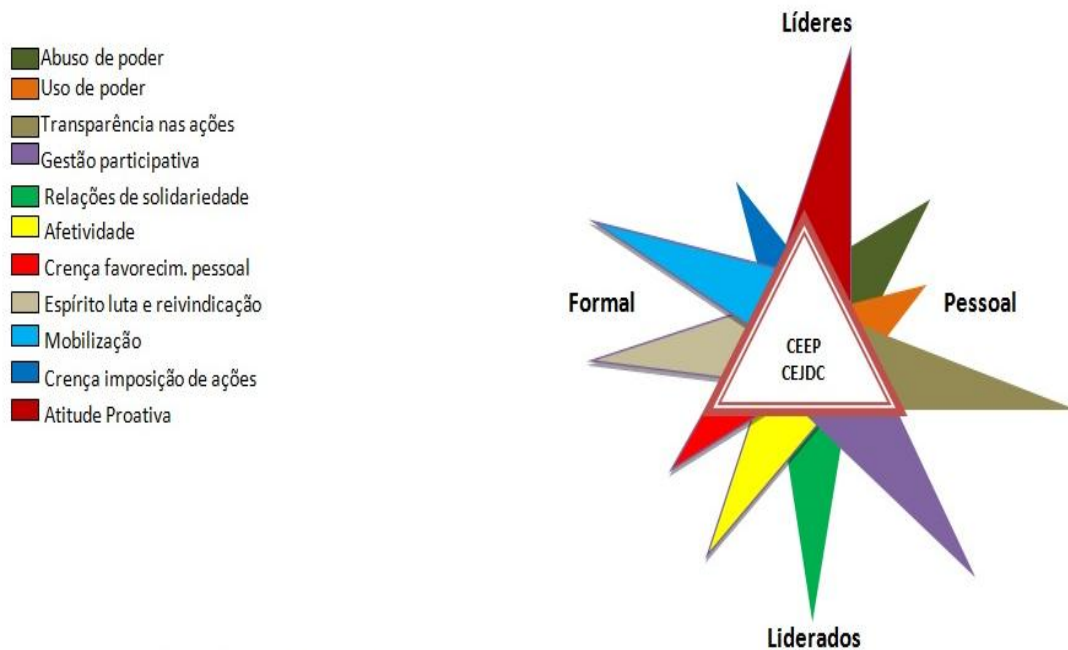 Líderes
Abuso de poder
Uso de poder
Transparência nas ações
Gestão participativa
Relações de solidariedade
Afetividade
Crença favorecim. pessoal
Espírito luta e reivindicação
Mobilização
Crença imposição de ações
Atitude Proativa
Formal
Pessoal
CEEP
CEJDC
Liderados